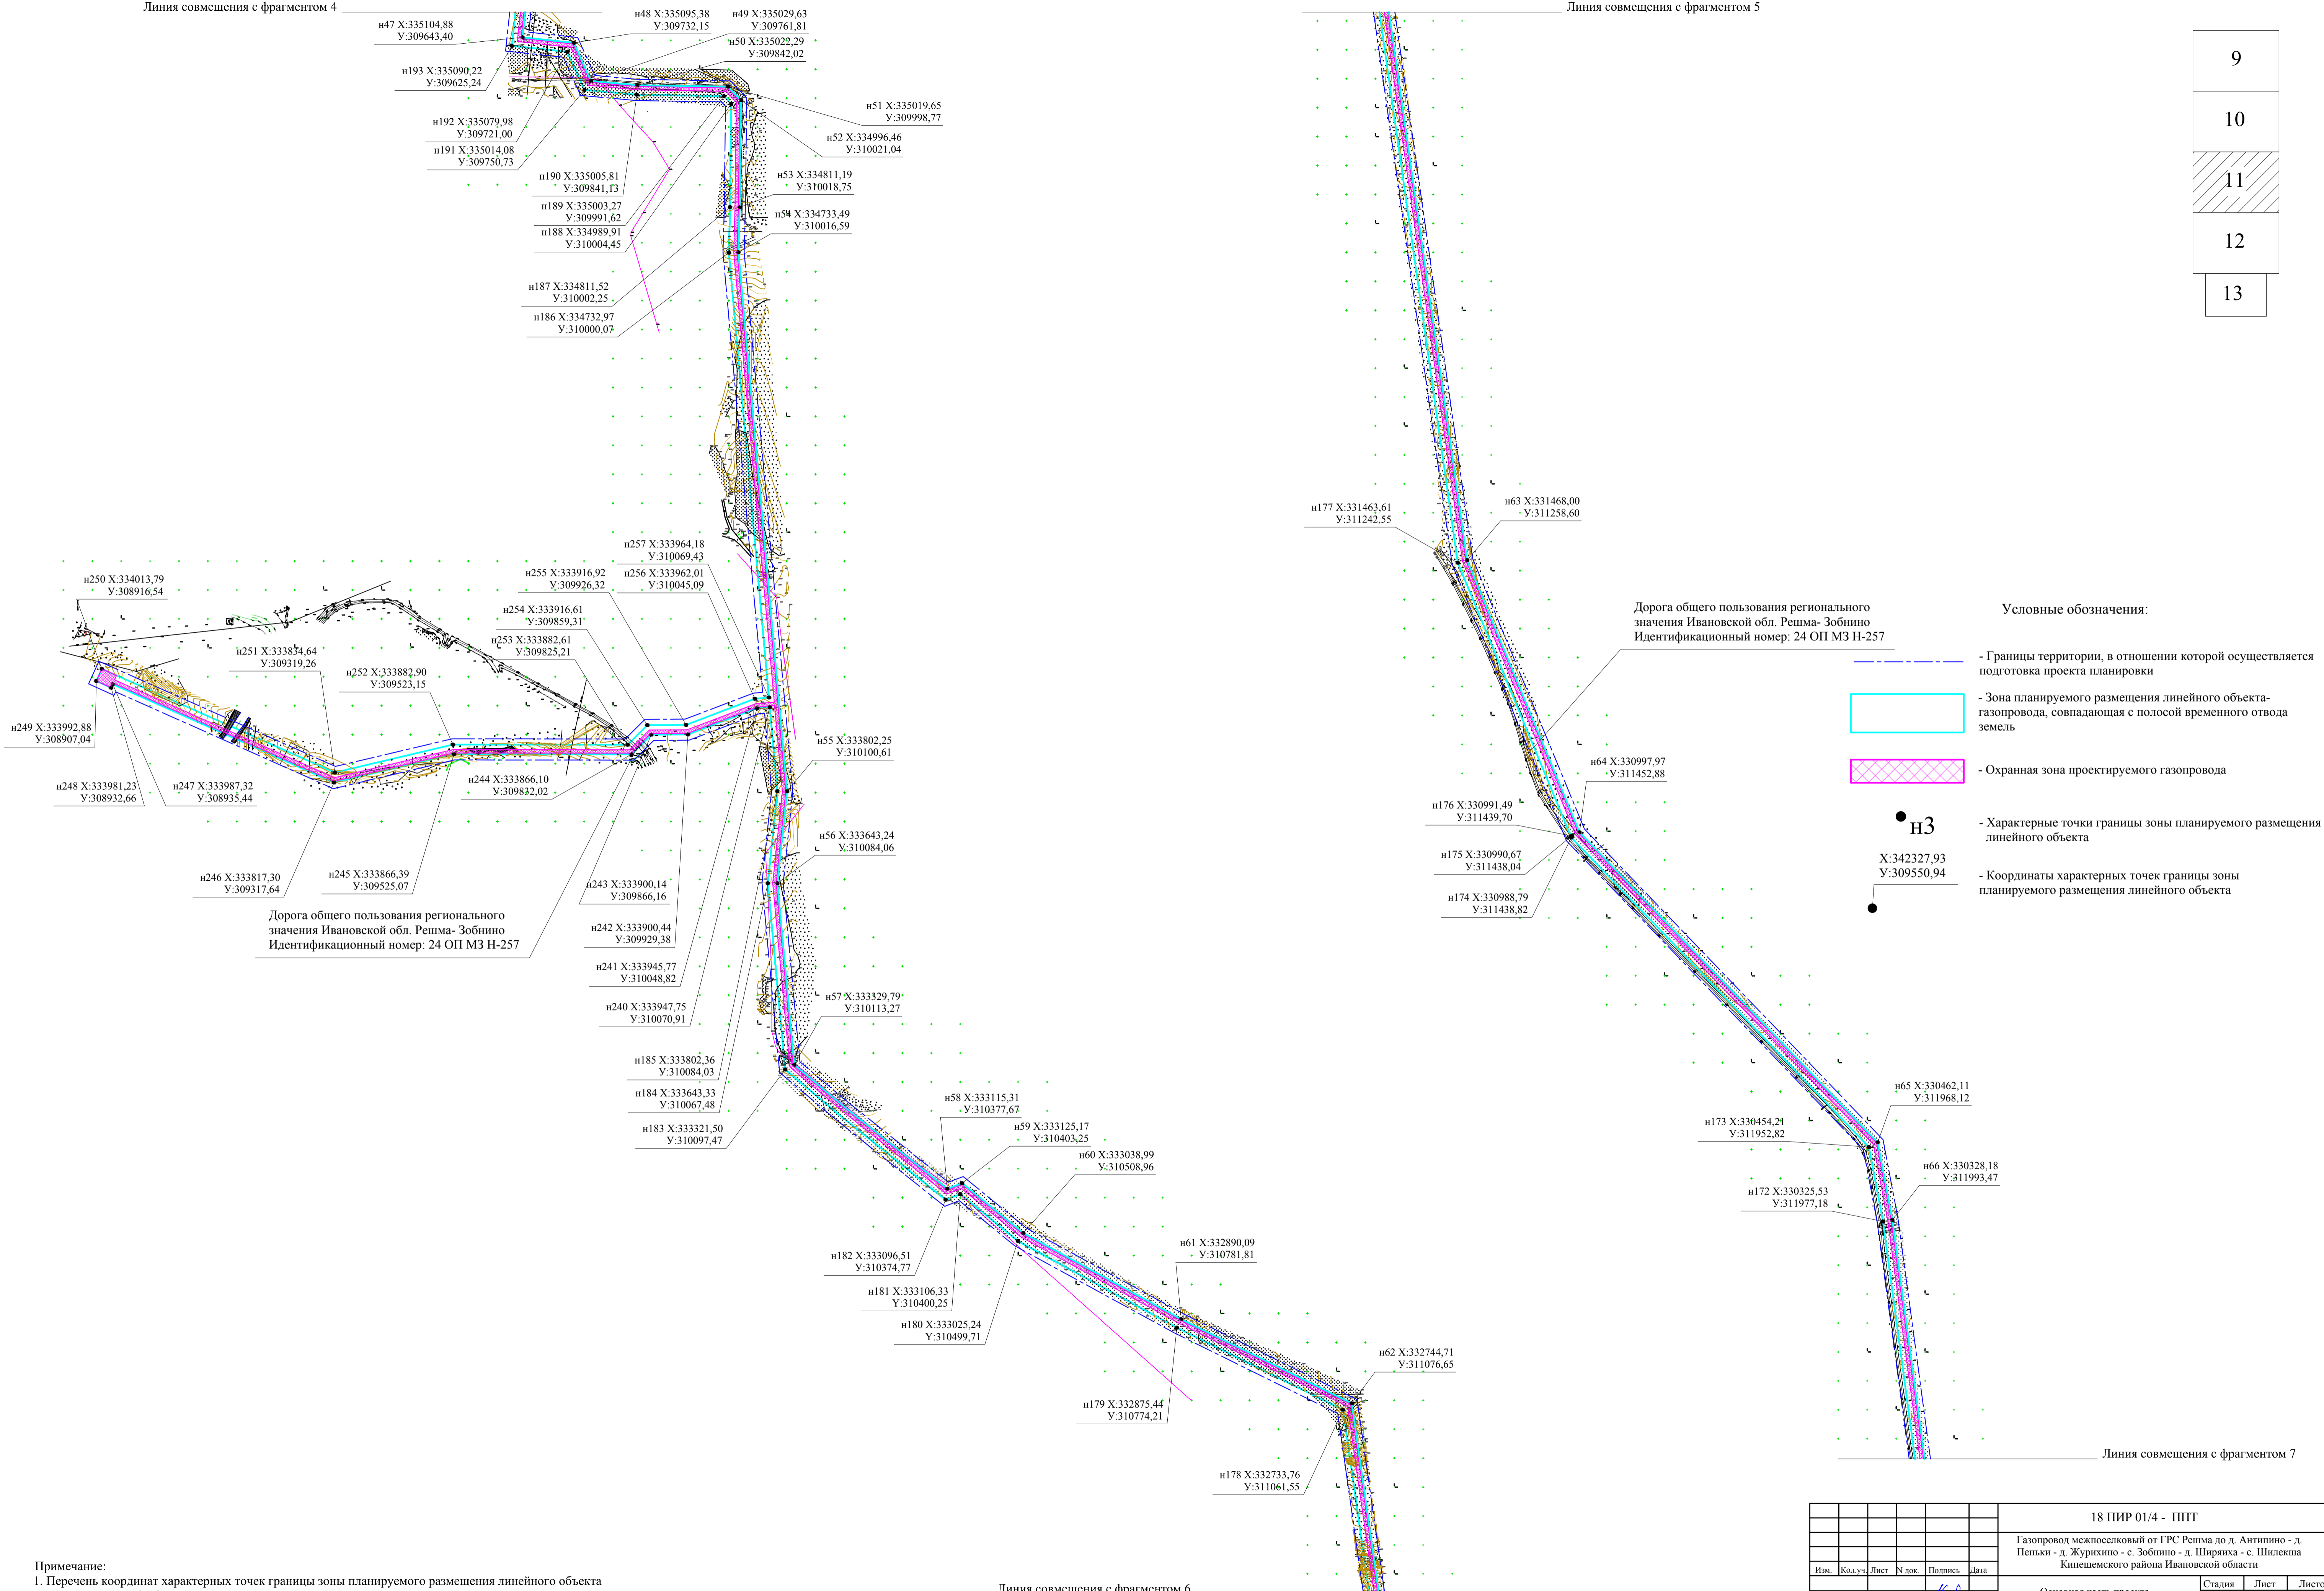 Линия совмещения с фрагментом 4
Линия совмещения с фрагментом 5
н47 X:335104,88
У:309643,40
н48 X:335095,38
У:309732,15
н49 X:335029,63
У:309761,81
н50 X:335022,29
У:309842,02
н193 X:335090,22
У:309625,24
н51 X:335019,65
У:309998,77
н192 X:335079,98
У:309721,00
н52 X:334996,46
У:310021,04
н191 X:335014,08
У:309750,73
н190 X:335005,81
У:309841,13
н53 X:334811,19
У:310018,75
н189 X:335003,27
У:309991,62
н54 X:334733,49
У:310016,59
н188 X:334989,91
У:310004,45
н187 X:334811,52
У:310002,25
н186 X:334732,97
У:310000,07
9
10
11
12
13
н177 X:331463,61
У:311242,55
н63 X:331468,00
У:311258,60
н257 X:333964,18
У:310069,43
н255 X:333916,92
У:309926,32
н256 X:333962,01
У:310045,09
н250 X:334013,79
У:308916,54
н254 X:333916,61
У:309859,31
н253 X:333882,61
У:309825,21
н251 X:333834,64
У:309319,26
н252 X:333882,90
У:309523,15
н249 X:333992,88
У:308907,04
н248 X:333981,23
У:308932,66
н247 X:333987,32
У:308935,44
н244 X:333866,10
У:309832,02
н55 X:333802,25
У:310100,61
н56 X:333643,24
У:310084,06
н246 X:333817,30
У:309317,64
н245 X:333866,39
У:309525,07
н243 X:333900,14
У:309866,16
Дорога общего пользования регионального
значения Ивановской обл. Решма- Зобнино
Идентификационный номер: 24 ОП МЗ Н-257
н242 X:333900,44
У:309929,38
н241 X:333945,77
У:310048,82
н240 X:333947,75
У:310070,91
н57 X:333329,79
У:310113,27
н185 X:333802,36
У:310084,03
н184 X:333643,33
У:310067,48
н183 X:333321,50
У:310097,47
н58 X:333115,31
У:310377,67
н59 X:333125,17
У:310403,25
н60 X:333038,99
У:310508,96
н182 X:333096,51
У:310374,77
н181 X:333106,33
Y:310400,25
н180 X:333025,24
Y:310499,71
н61 X:332890,09
У:310781,81
н62 X:332744,71
У:311076,65
н179 X:332875,44
У:310774,21
н178 X:332733,76
У:311061,55
Дорога общего пользования регионального
значения Ивановской обл. Решма- Зобнино
Идентификационный номер: 24 ОП МЗ Н-257
н64 X:330997,97
У:311452,88
н176 X:330991,49
У:311439,70
н175 X:330990,67
У:311438,04
н174 X:330988,79
У:311438,82
н65 X:330462,11
У:311968,12
н173 X:330454,21
У:311952,82
н66 X:330328,18
У:311993,47
н172 X:330325,53
У:311977,18
Условные обозначения:
- Границы территории, в отношении которой осуществляется
подготовка проекта планировки
- Зона планируемого размещения линейного объекта-
газопровода, совпадающая с полосой временного отвода
земель
- Охранная зона проектируемого газопровода
н3
- Характерные точки границы зоны планируемого размещения
линейного объекта
X:342327,93
У:309550,94
- Координаты характерных точек границы зоны
планируемого размещения линейного объекта
Линия совмещения с фрагментом 7
Примечание:
1. Перечень координат характерных точек границы зоны планируемого размещения линейного объекта
Линия совмещения с фрагментом 6
18 ПИР 01/4 - ППТ
Газопровод межпоселковый от ГРС Решма до д. Антипино - д.
Пеньки - д. Журихино - с. Зобнино - д. Ширяиха - с. Шилекша
Кинешемского района Ивановской области
Изм. Кол.уч. Лист N док. Подпись Дата
Стадия Лист